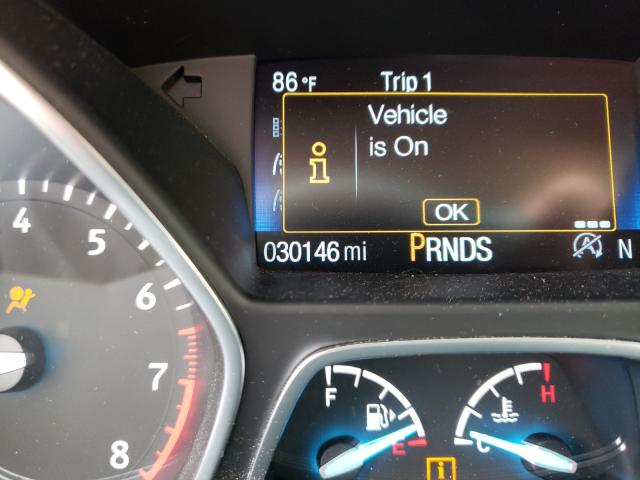 86°F Trip 1
Vehicle
is On
OK
030146 mi PRNDS N
4
5
6
7
8
F
E
H
C